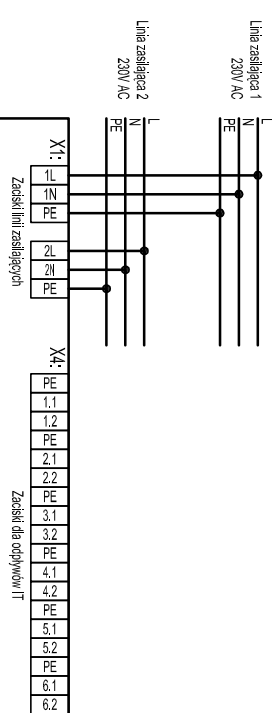 Linia zasilająca 1
230V AC
L
N
PE
Linia zasilająca 2
230V AC
L
N
PE
X1:
1L
1N
PE
2L
2N
PE
Zaciski linii zasilających
X4:
PE
1.1
1.2
PE
2.1
2.2
PE
3.1
3.2
PE
4.1
4.2
PE
5.1
5.2
PE
6.1
6.2
Zaciski dla odpływów IT